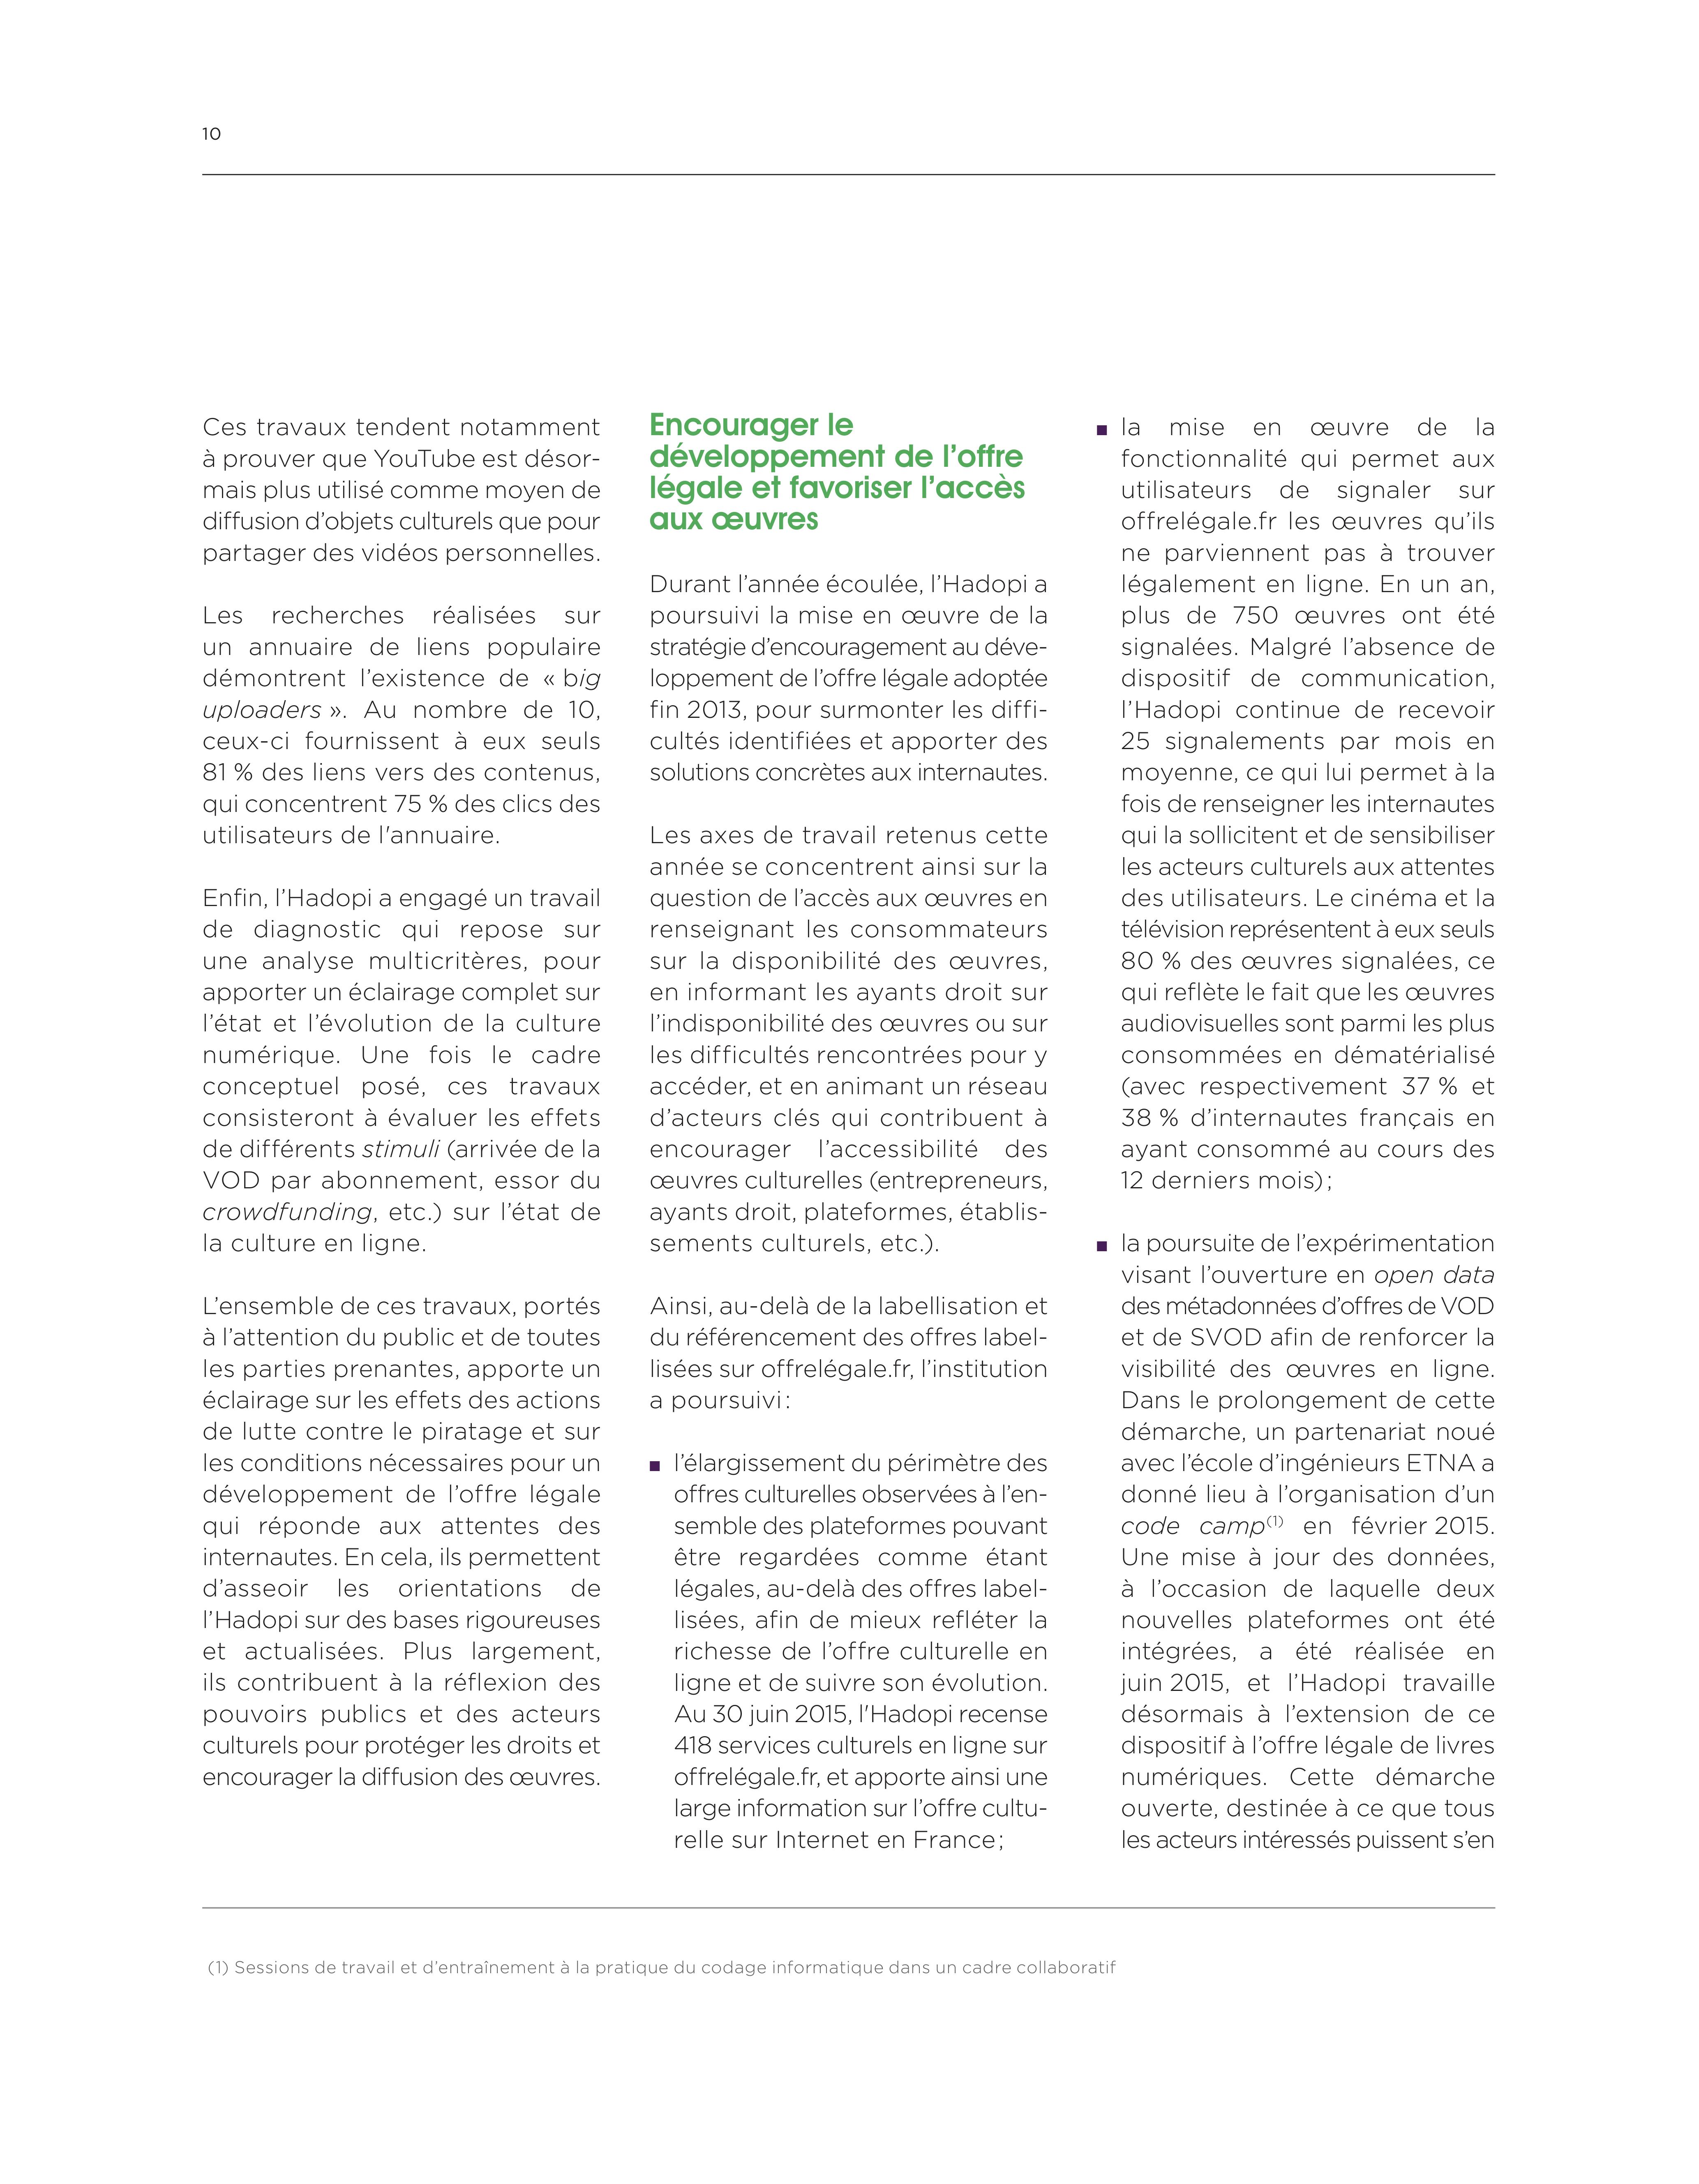 10
Ces travaux tendent notamment
à prouver que YouTube est désor-
mais plus utilisé comme moyen de
diffusion d’objets culturels que pour
partager des vidéos personnelles.
Les recherches réalisées sur
un annuaire de liens populaire
démontrent l’existence de « big
uploaders ». Au nombre de 10,
ceux-ci fournissent à eux seuls
81 % des liens vers des contenus,
qui concentrent 75 % des clics des
utilisateurs de l'annuaire.
Enfin, l’Hadopi a engagé un travail
de diagnostic qui repose sur
une analyse multicritères, pour
apporter un éclairage complet sur
l’état et l’évolution de la culture
numérique. Une fois le cadre
conceptuel posé, ces travaux
consisteront à évaluer les effets
de différents stimuli (arrivée de la
VOD par abonnement, essor du
crowdfunding, etc.) sur l’état de
la culture en ligne.
L’ensemble de ces travaux, portés
à l’attention du public et de toutes
les parties prenantes, apporte un
éclairage sur les effets des actions
de lutte contre le piratage et sur
les conditions nécessaires pour un
développement de l’offre légale
qui réponde aux attentes des
internautes. En cela, ils permettent
d’asseoir les orientations de
l’Hadopi sur des bases rigoureuses
et actualisées. Plus largement,
ils contribuent à la réflexion des
pouvoirs publics et des acteurs
culturels pour protéger les droits et
encourager la diffusion des œuvres.
Encourager le
développement de l’offre
légale et favoriser l’accès
aux œuvres
Durant l’année écoulée, l’Hadopi a
poursuivi la mise en œuvre de la
stratégie d’encouragement au déve-
loppement de l’offre légale adoptée
fin 2013, pour surmonter les diffi-
cultés identifiées et apporter des
solutions concrètes aux internautes.
Les axes de travail retenus cette
année se concentrent ainsi sur la
question de l’accès aux œuvres en
renseignant les consommateurs
sur la disponibilité des œuvres,
en informant les ayants droit sur
l’indisponibilité des œuvres ou sur
les difficultés rencontrées pour y
accéder, et en animant un réseau
d’acteurs clés qui contribuent à
encourager l’accessibilité des
œuvres culturelles (entrepreneurs,
ayants droit, plateformes, établis-
sements culturels, etc.).
Ainsi, au-delà de la labellisation et
du référencement des offres label-
lisées sur offrelégale.fr, l’institution
a poursuivi :
■ l’élargissement du périmètre des
offres culturelles observées à l’en-
semble des plateformes pouvant
être regardées comme étant
légales, au-delà des offres label-
lisées, afin de mieux refléter la
richesse de l’offre culturelle en
ligne et de suivre son évolution.
Au 30 juin 2015, l'Hadopi recense
418 services culturels en ligne sur
offrelégale.fr, et apporte ainsi une
large information sur l’offre cultu-
relle sur Internet en France ;
■ la mise en œuvre de la
fonctionnalité qui permet aux
utilisateurs de signaler sur
offrelégale.fr les œuvres qu’ils
ne parviennent pas à trouver
légalement en ligne. En un an,
plus de 750 œuvres ont été
signalées. Malgré l’absence de
dispositif de communication,
l’Hadopi continue de recevoir
25 signalements par mois en
moyenne, ce qui lui permet à la
fois de renseigner les internautes
qui la sollicitent et de sensibiliser
les acteurs culturels aux attentes
des utilisateurs. Le cinéma et la
télévision représentent à eux seuls
80 % des œuvres signalées, ce
qui reflète le fait que les œuvres
audiovisuelles sont parmi les plus
consommées en dématérialisé
(avec respectivement 37 % et
38 % d’internautes français en
ayant consommé au cours des
12 derniers mois) ;
■ la poursuite de l’expérimentation
visant l’ouverture en open data
des métadonnées d’offres de VOD
et de SVOD afin de renforcer la
visibilité des œuvres en ligne.
Dans le prolongement de cette
démarche, un partenariat noué
avec l’école d’ingénieurs ETNA a
donné lieu à l’organisation d’un
code camp(1) en février 2015.
Une mise à jour des données,
à l’occasion de laquelle deux
nouvelles plateformes ont été
intégrées, a été réalisée en
juin 2015, et l’Hadopi travaille
désormais à l’extension de ce
dispositif à l’offre légale de livres
numériques. Cette démarche
ouverte, destinée à ce que tous
les acteurs intéressés puissent s’en
(1) Sessions de travail et d’entraînement à la pratique du codage informatique dans un cadre collaboratif